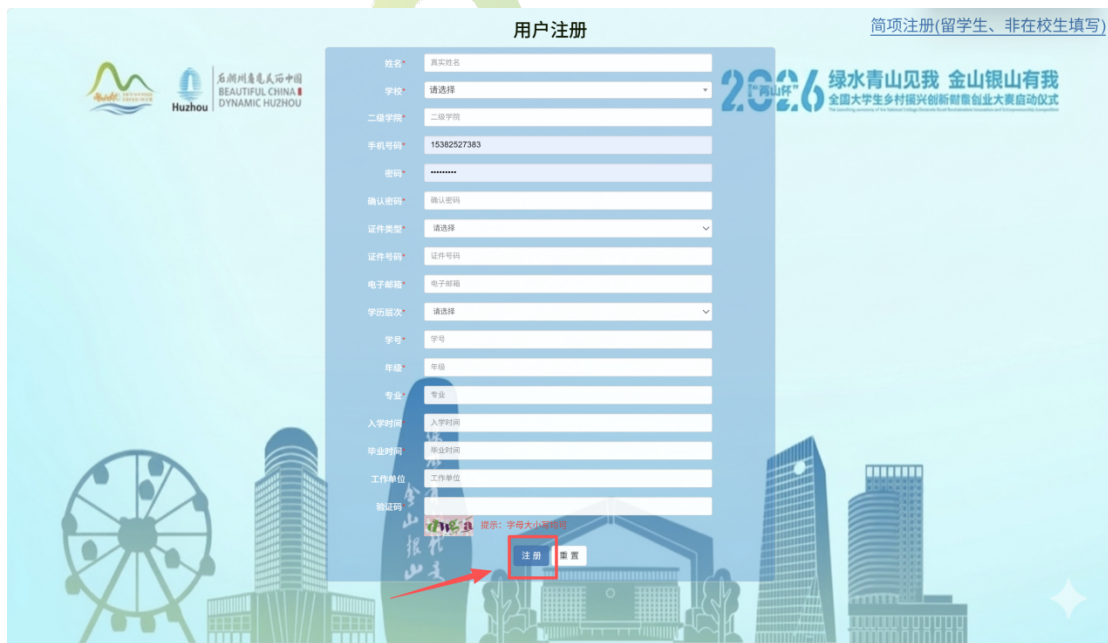 用户注册
简项注册(留学生、非在校生填写)
Huzhou
BEAUTIFUL CHINA
DYNAMIC HUZHOU
2026
"两山杯"
绿水青山见我 金山银山有我
全国大学生乡村振兴创新创意创业大赛启动仪式
姓名*
真实姓名
学校*
请选择
二级学院*
二级学院
手机号码*
15382527383
密码*
•••••••••
确认密码*
确认密码
证件类型*
请选择
证件号码*
证件号码
电子邮箱*
电子邮箱
学历层次*
请选择
学号*
学号
年级*
年级
专业*
专业
入学时间
入学时间
毕业时间
毕业时间
工作单位
工作单位
验证码
提示：字母大小写均可
注 册
重 置